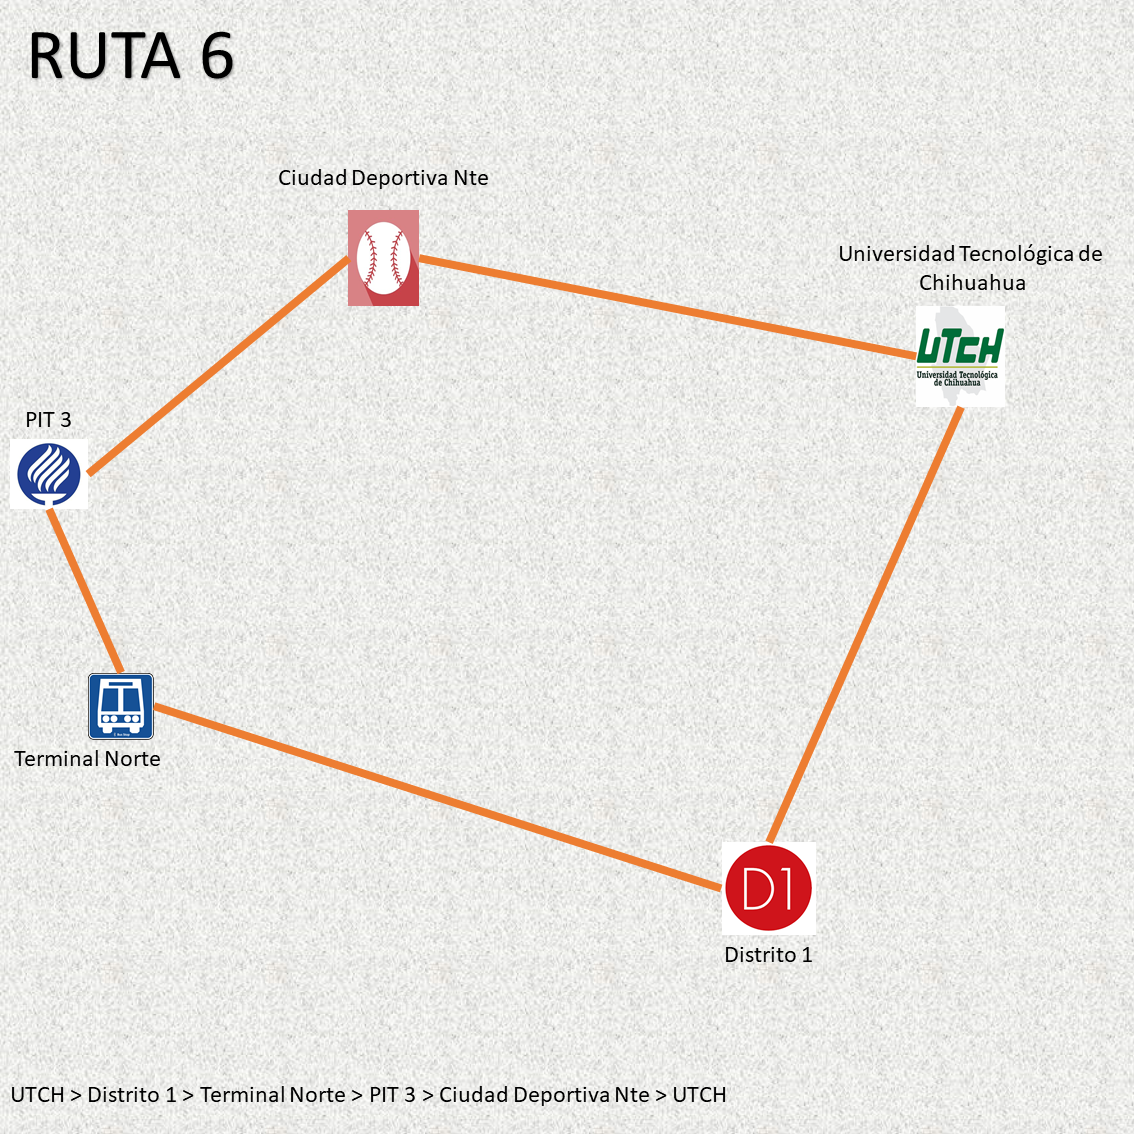 RUTA 6
Ciudad Deportiva Nte
Universidad Tecnológica de
Chihuahua
UTCH
Universidad Tecnológica
de Chihuahua
PIT 3
Terminal Norte
D1
Distrito 1
UTCH > Distrito 1 > Terminal Norte > PIT 3 > Ciudad Deportiva Nte > UTCH